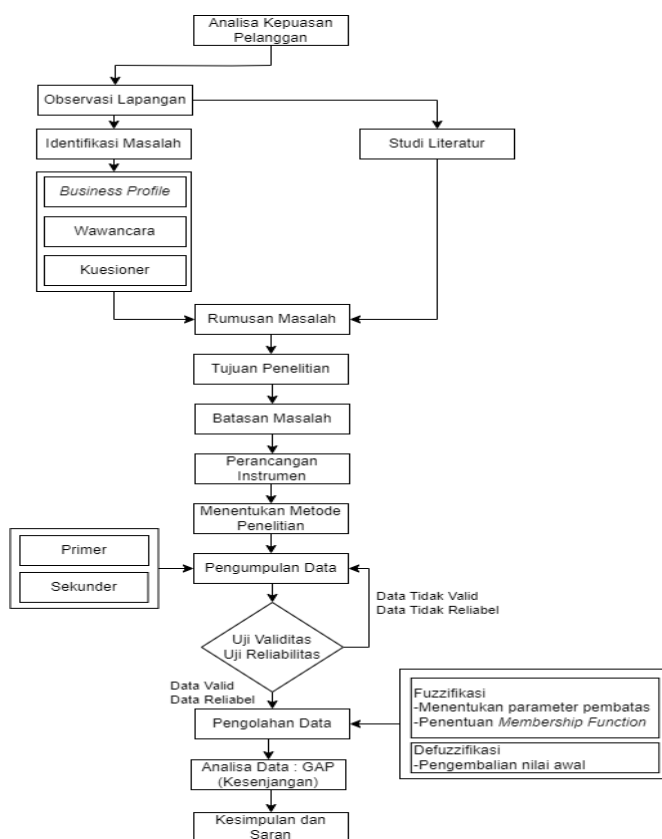 Analisa Kepuasan
Pelanggan
Observasi Lapangan
Identifikasi Masalah
Studi Literatur
Business Profile
Wawancara
Kuesioner
Rumusan Masalah
Tujuan Penelitian
Batasan Masalah
Perancangan
Instrumen
Menentukan Metode
Penelitian
Primer
Sekunder
Pengumpulan Data
Data Tidak Valid
Data Tidak Reliabel
Uji Validitas
Uji Reliabilitas
Data Valid
Data Reliabel
Pengolahan Data
Fuzzifikasi
-Menentukan parameter pembatas
-Penentuan Membership Function
Defuzzifikasi
-Pengembalian nilai awal
Analisa Data : GAP
(Kesenjangan)
Kesimpulan dan
Saran